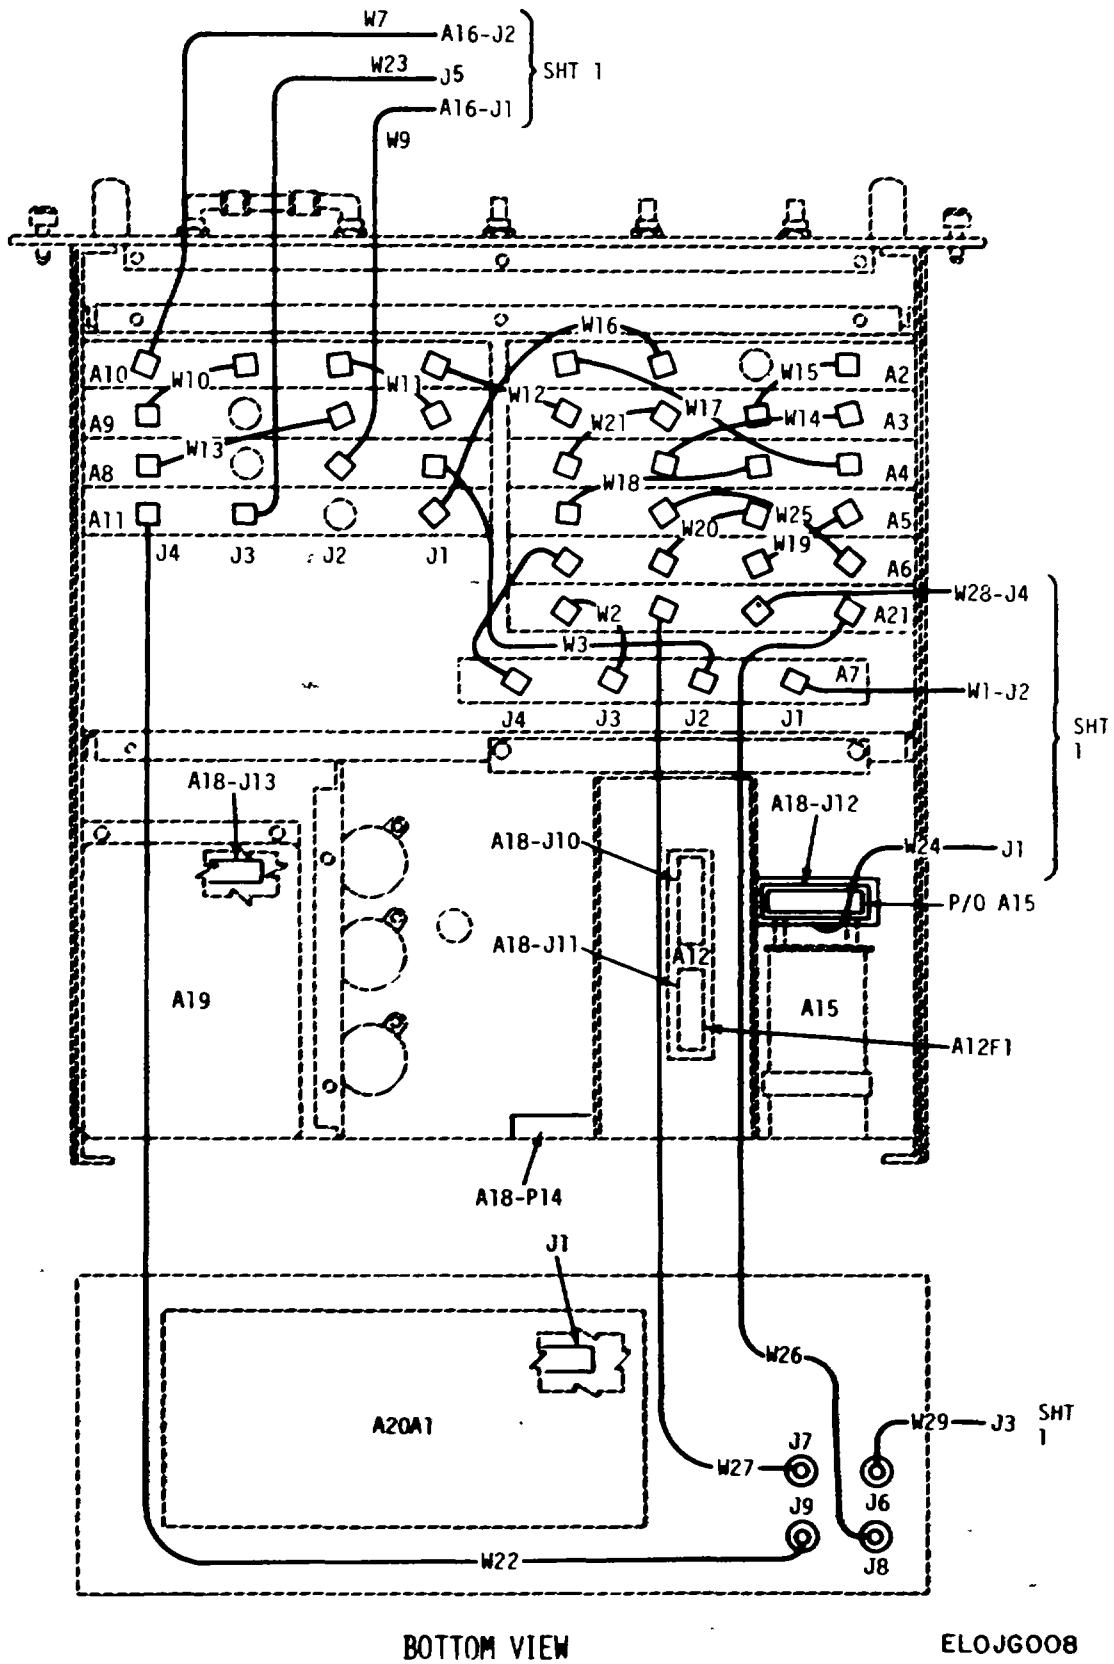 W7
A16-J2
W23
J5
SHT 1
A16-J1
W9
W16
A10
W10
W11
W12
W15
A2
A9
W21
W17
W14
A3
W13
A8
W18
A4
A11
W20
W25
A5
J4
J3
J2
J1
W19
A6
W28-J4
W2
A21
W3
A7
W1-J2
J4
J3
J2
J1
SHT
1
A18-J13
A18-J12
A18-J10
W24
J1
P/O A15
A18-J11
A12
A19
A15
A12F1
A18-P14
J1
W26
A20A1
W29
J3
SHT
1
J7
W27
J9
J6
W22
J8
BOTTOM VIEW
ELOJG008